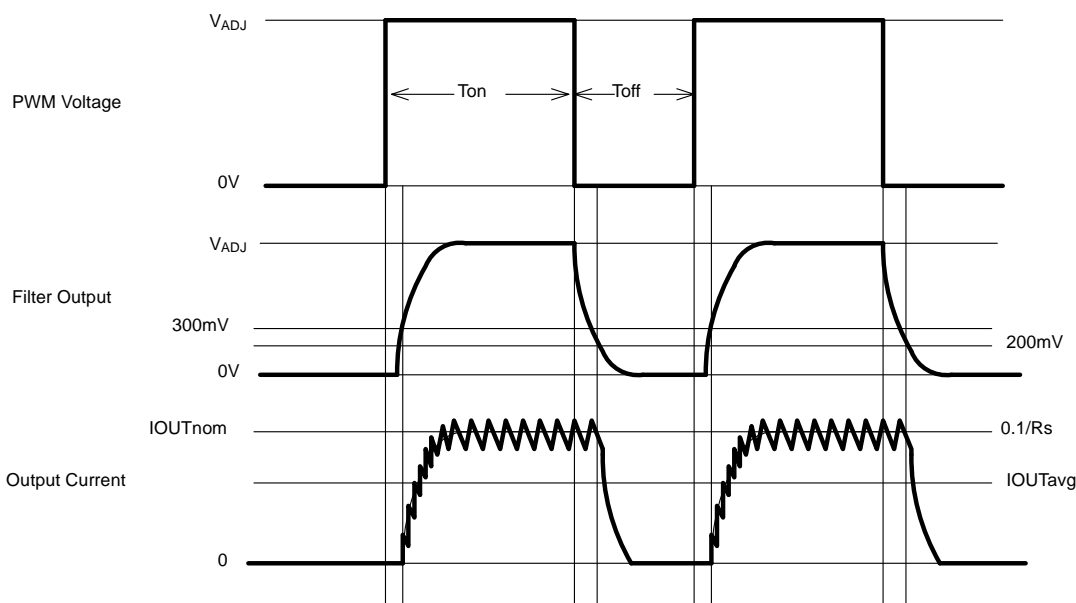 VADJ
Ton
Toff
PWM Voltage
0V
VADJ
Filter Output
300mV
200mV
0V
IOUTnom
0.1/Rs
Output Current
IOUTavg
0